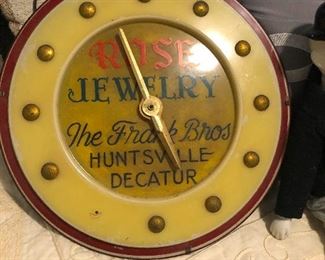 ROSE
JEWELRY
The Frank Bros
HUNTSVILLE
DECATUR